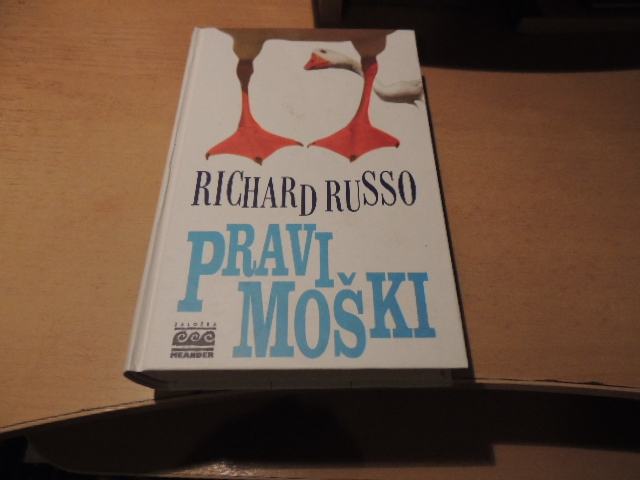 RICHARD RUSSO
PRAVI
MOŠKI
ZALOŽBA
MEANDER